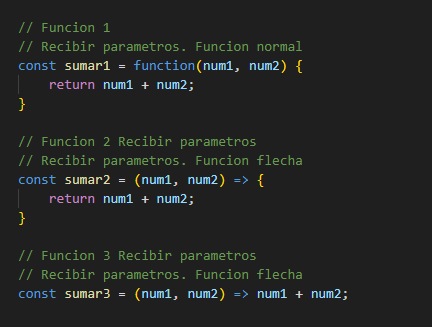 // Funcion 1
// Recibir parametros. Funcion normal
const sumar1 = function(num1, num2) {
    return num1 + num2;
}
// Funcion 2 Recibir parametros
// Recibir parametros. Funcion flecha
const sumar2 = (num1, num2) => {
    return num1 + num2;
}
// Funcion 3 Recibir parametros
// Recibir parametros. Funcion flecha
const sumar3 = (num1, num2) => num1 + num2;